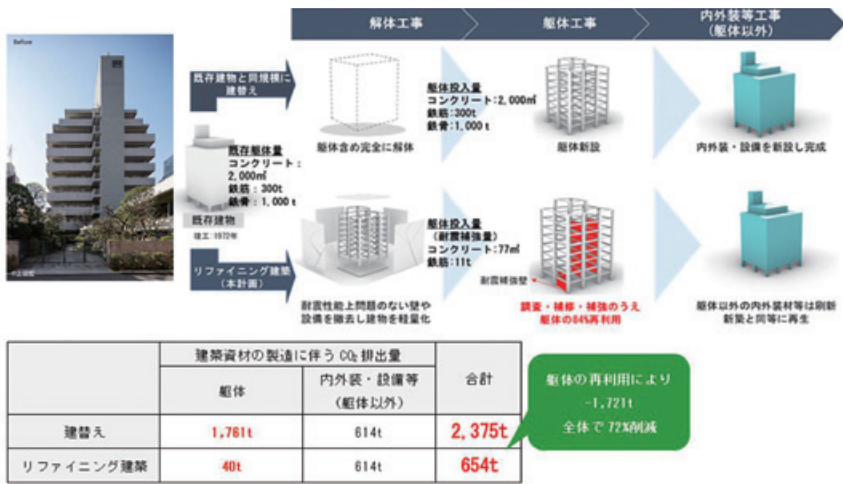 Before
解体工事
躯体工事
内外装等工事
(躯体以外)
既存建物と同規模に
建替え
躯体含め完全に解体
躯体投入量
コンクリート:2,000㎥
鉄筋:300t
鉄骨:1,000t
躯体新設
内外装・設備を新設し完成
既存躯体量
コンクリート:
2,000㎥
鉄筋:300t
鉄骨:1,000t
既存建物
竣工:1972年
リファイニング建築
(本計画)
耐震性能上問題のない壁や
設備を撤去し建物を軽量化
躯体投入量
(耐震補強量)
コンクリート:77㎥
鉄筋:11t
耐震補強壁
調査・補修・補強のうえ
躯体の84%再利用
躯体以外の内外装材等は刷新
新築と同等に再生
建築資材の製造に伴うCO₂排出量
躯体
内外装・設備等
(躯体以外)
合計
建替え
1,761t
614t
2,375t
リファイニング建築
40t
614t
654t
躯体の再利用により
-1,721t
全体で72%削減